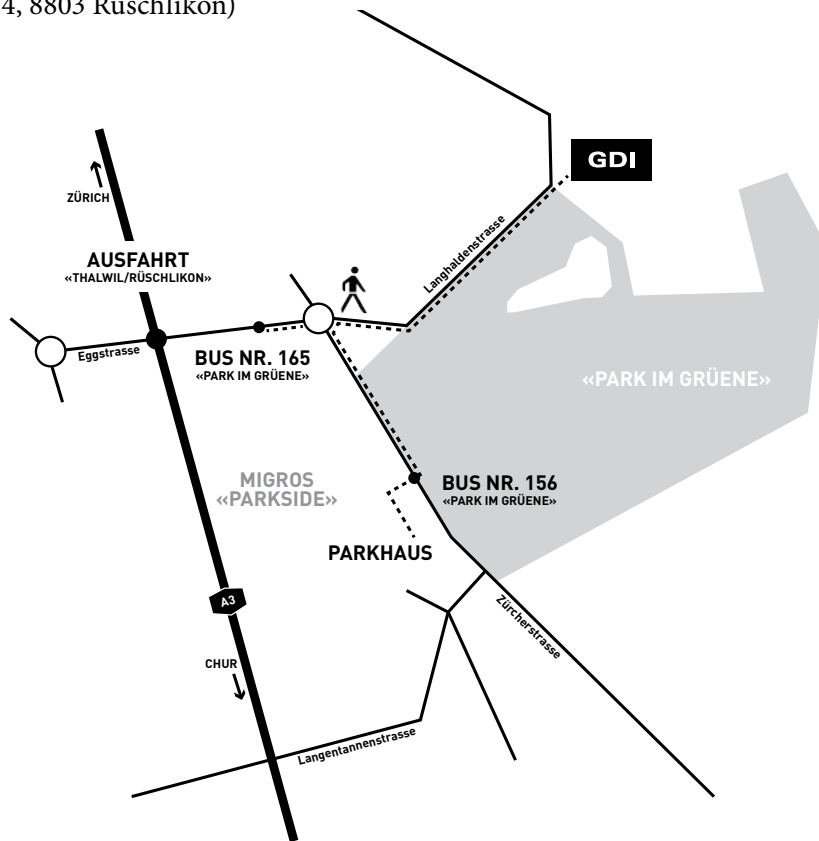 4, 8803 Rüschlikon)
GDI
ZÜRICH
Langhaldenstrasse
AUSFAHRT
«THALWIL/RÜSCHLIKON»
Eggstrasse
BUS NR. 165
«PARK IM GRÜENE»
«PARK IM GRÜENE»
MIGROS
«PARKSIDE»
BUS NR. 156
«PARK IM GRÜENE»
PARKHAUS
A3
Zürcherstrasse
CHUR
Langentannenstrasse